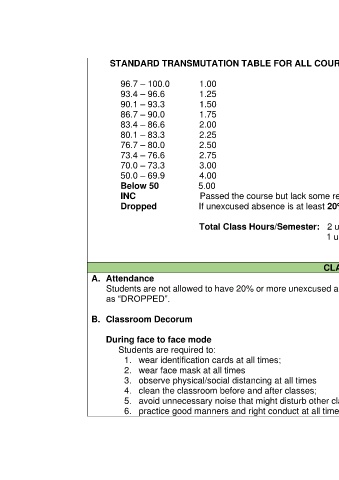 STANDARD TRANSMUTATION TABLE FOR ALL COUR
96.7 – 100.0 1.00
93.4 – 96.6 1.25
90.1 – 93.3 1.50
86.7 – 90.0 1.75
83.4 – 86.6 2.00
80.1 – 83.3 2.25
76.7 – 80.0 2.50
73.4 – 76.6 2.75
70.0 – 73.3 3.00
50.0 – 69.9 4.00
Below 50 5.00
INC Passed the course but lack some re
Dropped If unexcused absence is at least 20%
Total Class Hours/Semester: 2 u
1 u
CLA
A. Attendance
Students are not allowed to have 20% or more unexcused a
as “DROPPED”.
B. Classroom Decorum
During face to face mode
Students are required to:
1. wear identification cards at all times;
2. wear face mask at all times
3. observe physical/social distancing at all times
4. clean the classroom before and after classes;
5. avoid unnecessary noise that might disturb other cla
6. practice good manners and right conduct at all time